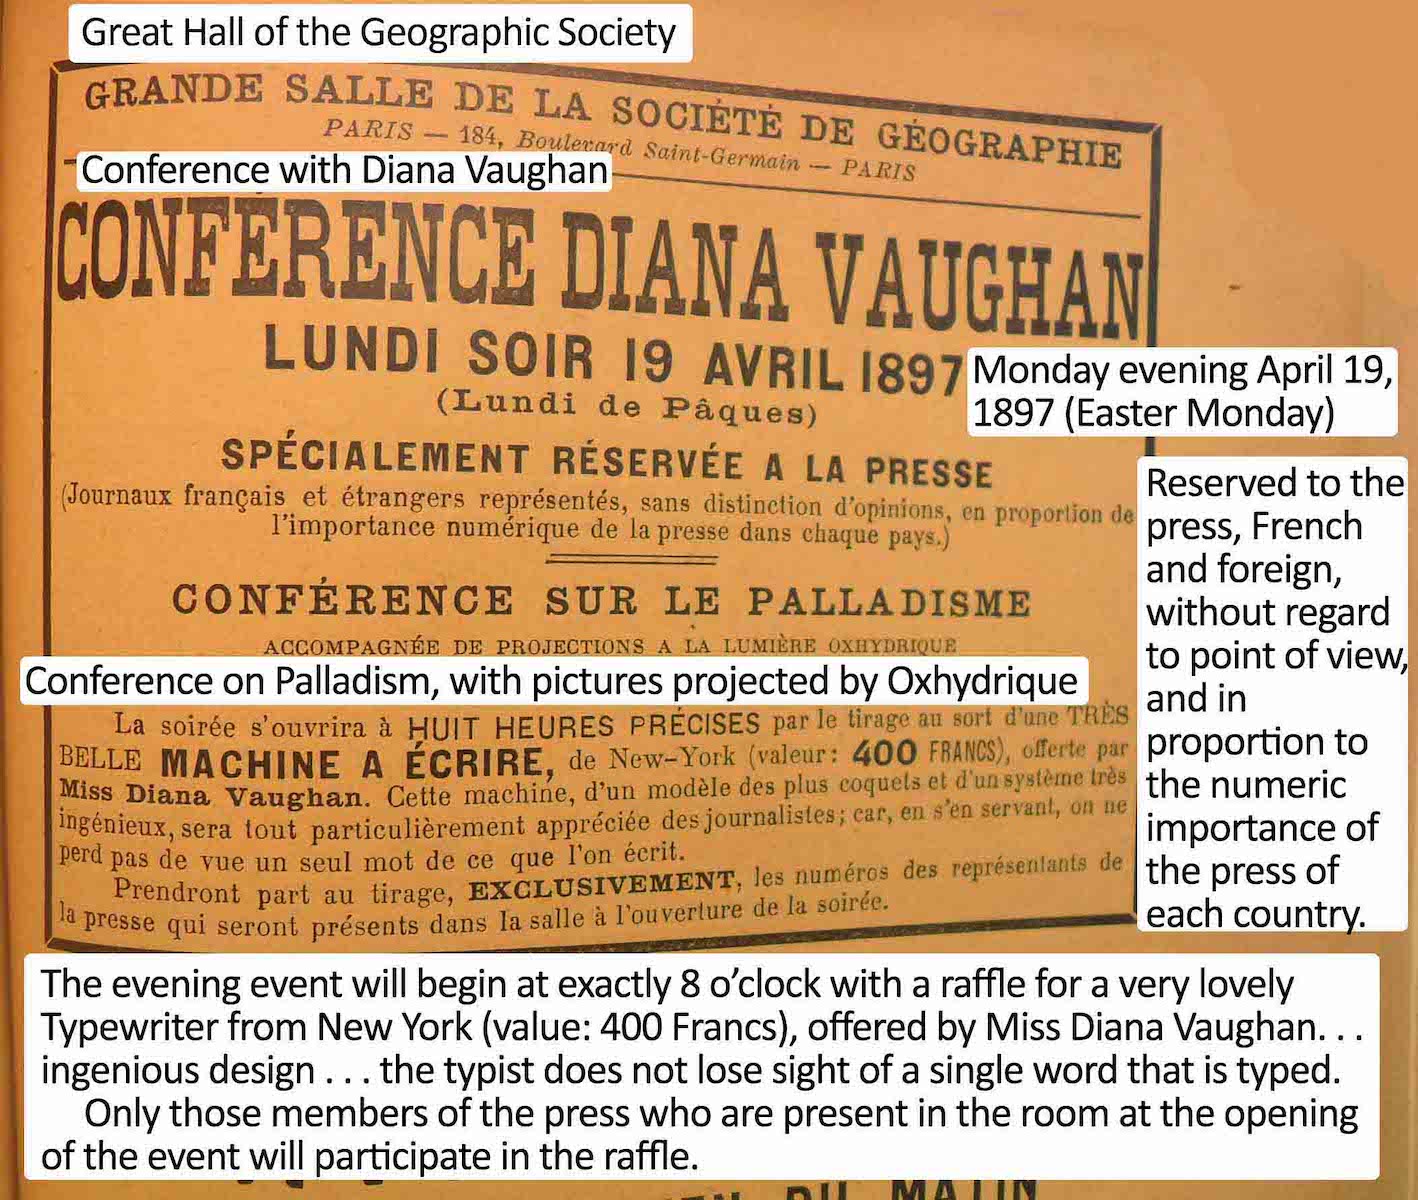 Great Hall of the Geographic Society
GRANDE SALLE DE LA SOCIÉTÉ DE GÉOGRAPHIE
PARIS — 184, Boulevard Saint-Germain — PARIS
Conference with Diana Vaughan
CONFÉRENCE DIANA VAUGHAN
LUNDI SOIR 19 AVRIL 1897
(Lundi de Pâques)
Monday evening April 19,
1897 (Easter Monday)
SPÉCIALEMENT RÉSERVÉE A LA PRESSE
(Journaux français et étrangers représentés, sans distinction d'opinions, en proportion de
l'importance numérique de la presse dans chaque pays.)
Reserved to the
press, French
and foreign,
without regard
to point of view,
and in
proportion to
the numeric
importance of
the press of
each country.
CONFÉRENCE SUR LE PALLADISME
ACCOMPAGNÉE DE PROJECTIONS A LA LUMIÈRE OXHYDRIQUE
Conference on Palladism, with pictures projected by Oxhydrique
La soirée s'ouvrira à HUIT HEURES PRÉCISES par le tirage au sort d'une TRÈS
BELLE MACHINE A ÉCRIRE, de New-York (valeur: 400 FRANCS), offerte par
Miss Diana Vaughan. Cette machine, d'un modèle des plus coquets et d'un système très
ingénieux, sera tout particulièrement appréciée des journalistes; car, en s'en servant, on ne
perd pas de vue un seul mot de ce que l'on écrit.
Prendront part au tirage, EXCLUSIVEMENT, les numéros des représentants de
la presse qui seront présents dans la salle à l'ouverture de la soirée.
The evening event will begin at exactly 8 o'clock with a raffle for a very lovely
Typewriter from New York (value: 400 Francs), offered by Miss Diana Vaughan. . .
ingenious design . . . the typist does not lose sight of a single word that is typed.
Only those members of the press who are present in the room at the opening
of the event will participate in the raffle.
DU MATIN